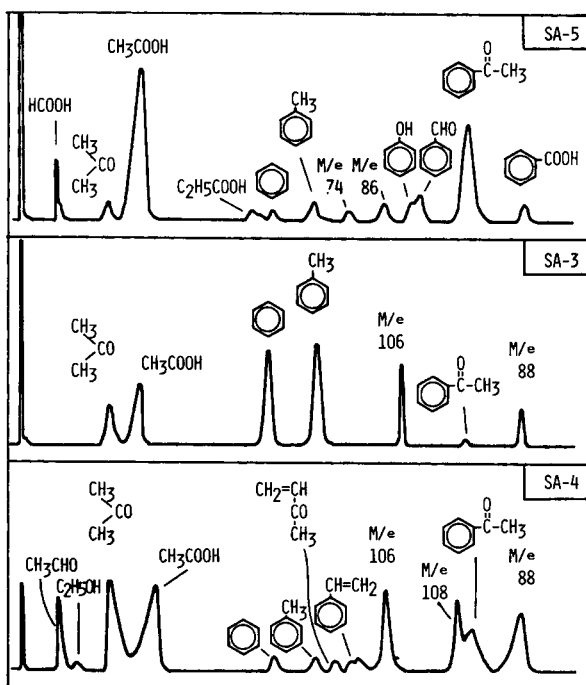 SA-5
CH3COOH
O
C-CH3
HCOOH
CH3
CO
CH3
CH3
OH
CHO
M/e
74
M/e
86
COOH
C2H5COOH
SA-3
CH3
CH3
CO
CH3
CH3COOH
M/e
106
O
C-CH3
M/e
88
SA-4
CH3
CO
CH3
CH2=CH
CO
CH3
O
C-CH3
M/e
106
CH3CHO
C2H5OH
CH3COOH
M/e
108
M/e
88
CH3
CH=CH2